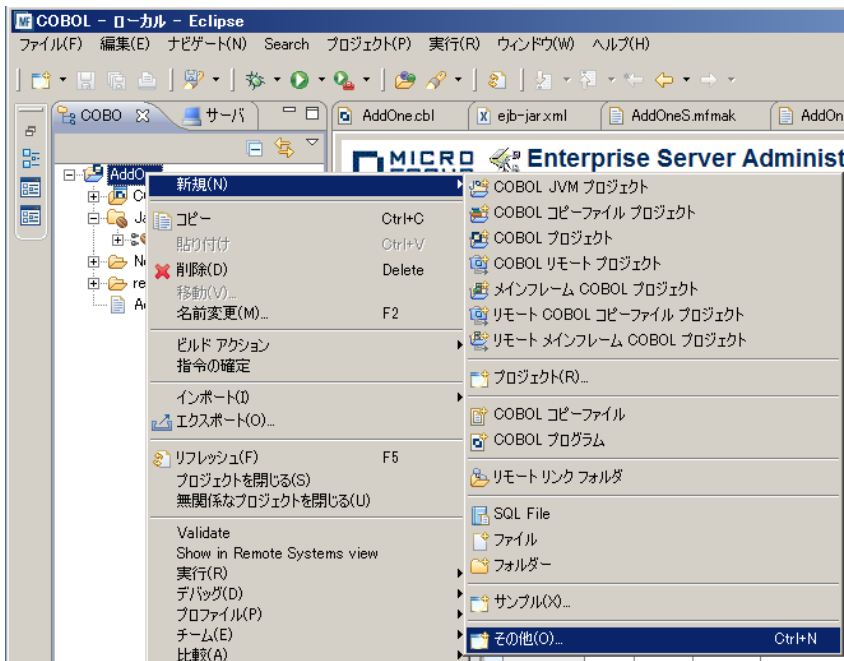 COBOL - ローカル - Eclipse
ファイル(F) 編集(E) ナビゲート(N) Search プロジェクト(P) 実行(R) ウィンドウ(W) ヘルプ(H)
COBO サーバ AddOne.cbl ejb-jar.xml AddOneS.mfmak AddOn
MICRO Enterprise Server Administ
AddO
新規(N)
コピー Ctrl+C
貼り付け Ctrl+V
削除(D) Delete
移動(V)...
名前変更(M)... F2
ビルド アクション
指令の確定
インポート(I)
エクスポート(O)...
リフレッシュ(F) F5
プロジェクトを閉じる(S)
無関係なプロジェクトを閉じる(U)
Validate
Show in Remote Systems view
実行(R)
デバッグ(D)
プロファイル(P)
チーム(E)
比較(A)
COBOL JVM プロジェクト
COBOL コピーファイル プロジェクト
COBOL プロジェクト
COBOL リモート プロジェクト
メインフレーム COBOL プロジェクト
リモート COBOL コピーファイル プロジェクト
リモート メインフレーム COBOL プロジェクト
プロジェクト(R)...
COBOL コピーファイル
COBOL プログラム
リモート リンク フォルダ
SQL File
ファイル
フォルダー
サンプル(X)...
その他(O)... Ctrl+N